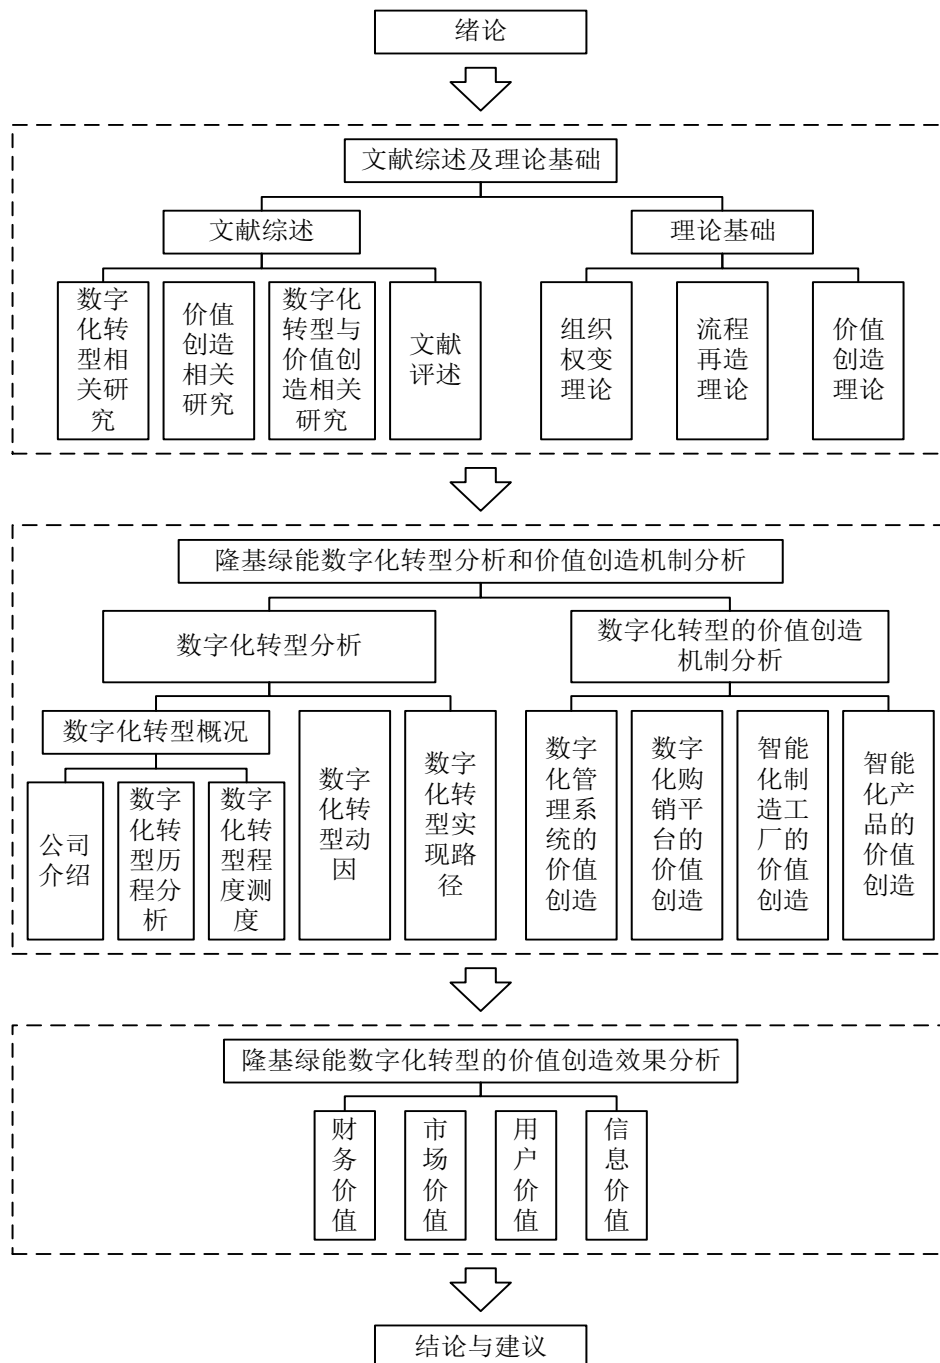 绪论
文献综述及理论基础
文献综述
理论基础
数字
化转
型相
关研
究
价值
创造
相关
研究
数字化
转型与
价值创
造相关
研究
文献
评述
组织
权变
理论
流程
再造
理论
价值
创造
理论
隆基绿能数字化转型分析和价值创造机制分析
数字化转型分析
数字化转型的价值创造
机制分析
数字化转型概况
公司
介绍
数字
化转
型历
程分
析
数字
化转
型程
度测
度
数字
化转
型动
因
数字
化转
型实
现路
径
数字
化管
理系
统的
价值
创造
数字
化购
销平
台的
价值
创造
智能
化制
造工
厂的
价值
创造
智能
化产
品的
价值
创造
隆基绿能数字化转型的价值创造效果分析
财
务
价
值
市
场
价
值
用
户
价
值
信
息
价
值
结论与建议